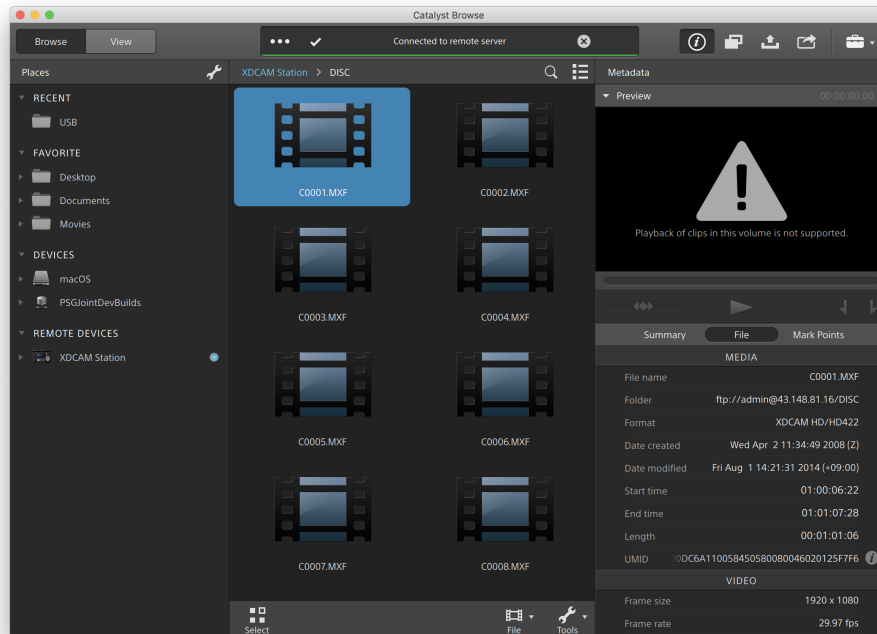 Catalyst Browse
Browse View
Connected to remote server
Places
XDCAM Station > DISC
Metadata
RECENT
USB
FAVORITE
Desktop
Documents
Movies
DEVICES
macOS
PSGJointDevBuilds
REMOTE DEVICES
XDCAM Station
C0001.MXF
C0002.MXF
C0003.MXF
C0004.MXF
C0005.MXF
C0006.MXF
C0007.MXF
C0008.MXF
Select
File
Tools
Preview 00:00:00:00
Playback of clips in this volume is not supported.
Summary File Mark Points
MEDIA
File name C0001.MXF
Folder ftp://admin@43.148.81.16/DISC
Format XDCAM HD/HD422
Date created Wed Apr 2 11:34:49 2008 (Z)
Date modified Fri Aug 1 14:21:31 2014 (+09:00)
Start time 01:00:06:22
End time 01:01:07:28
Length 00:01:01:06
UMID DC6A110058450580080046020125F7F6
VIDEO
Frame size 1920 x 1080
Frame rate 29.97 fps